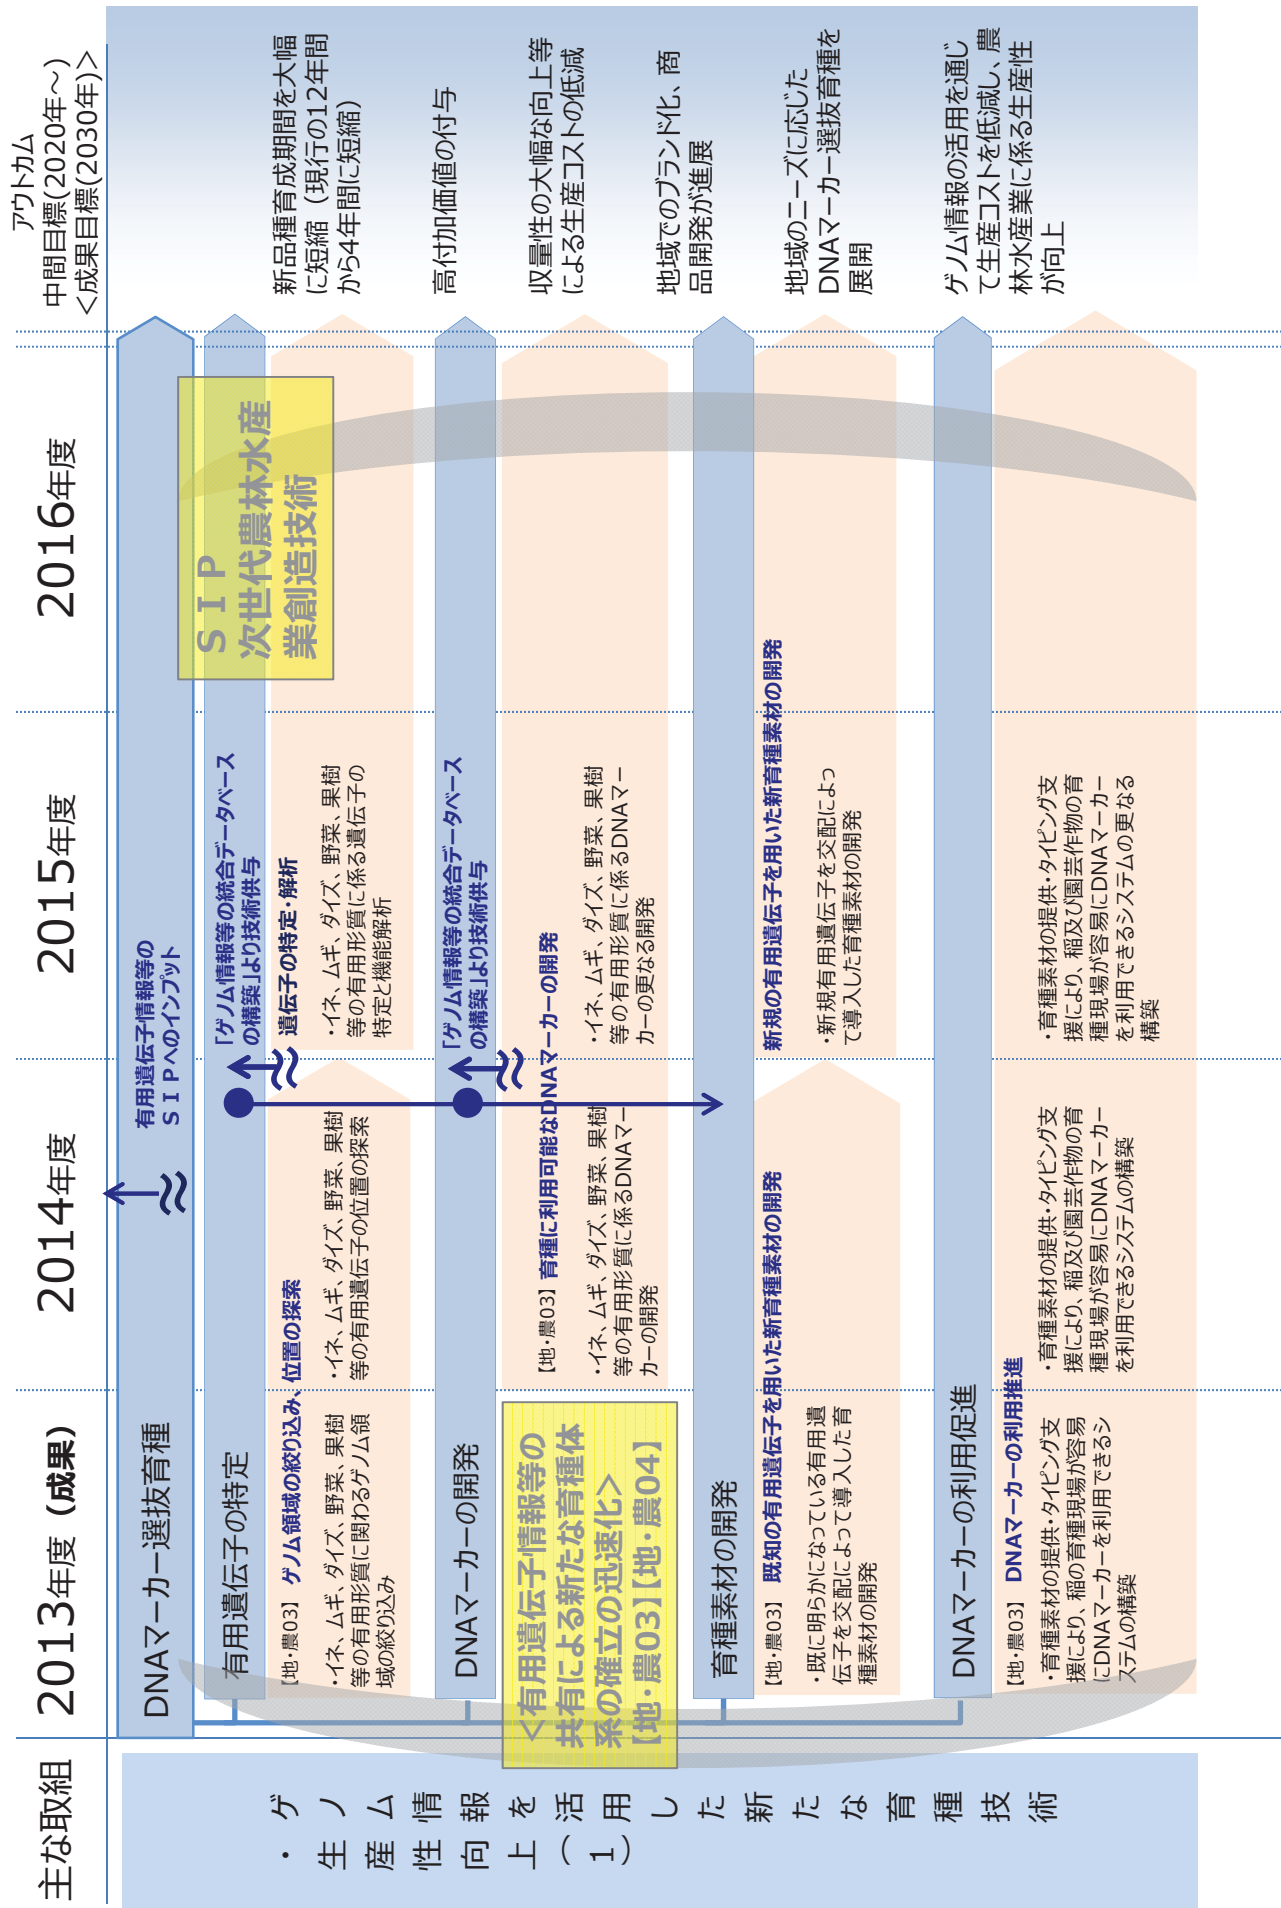 主な取組
2013年度（成果）
2014年度
2015年度
2016年度
アウトカム
中間目標(2020年～)
＜成果目標(2030年)＞
・ゲノム情報を活用した新たな育種技術
・生産性向上（1）
DNAマーカー選抜育種
有用遺伝子情報等の
ＳＩＰへのインプット
有用遺伝子の特定
「ゲノム情報等の統合データベース
の構築」より技術供与
【地・農03】 ゲノム領域の絞り込み、位置の探索
・イネ、ムギ、ダイズ、野菜、果樹
等の有用形質に関わるゲノム領
域の絞り込み
・イネ、ムギ、ダイズ、野菜、果樹
等の有用遺伝子の位置の探索
遺伝子の特定・解析
・イネ、ムギ、ダイズ、野菜、果樹
等の有用形質に係る遺伝子の
特定と機能解析
ＳＩＰ
次世代農林水産
業創造技術
DNAマーカーの開発
「ゲノム情報等の統合データベース
の構築」より技術供与
＜有用遺伝子情報等の
共有による新たな育種体
系の確立の迅速化＞
【地・農03】【地・農04】
【地・農03】 育種に利用可能なDNAマーカーの開発
・イネ、ムギ、ダイズ、野菜、果樹
等の有用形質に係るDNAマー
カーの開発
・イネ、ムギ、ダイズ、野菜、果樹
等の有用形質に係るDNAマー
カーの更なる開発
育種素材の開発
【地・農03】 既知の有用遺伝子を用いた新育種素材の開発
・既に明らかになっている有用遺
伝子を交配によって導入した育
種素材の開発
新規の有用遺伝子を用いた新育種素材の開発
・新規有用遺伝子を交配によっ
て導入した育種素材の開発
DNAマーカーの利用促進
【地・農03】 DNAマーカーの利用推進
・育種素材の提供・タイピング支
援により、稲の育種現場が容易
にDNAマーカーを利用できるシ
ステムの構築
・育種素材の提供・タイピング支
援により、稲及び園芸作物の育
種現場が容易にDNAマーカー
を利用できるシステムの構築
・育種素材の提供・タイピング支
援により、稲及び園芸作物の育
種現場が容易にDNAマーカー
を利用できるシステムの更なる
構築
新品種育成期間を大幅
に短縮（現行の12年間
から4年間に短縮）
高付加価値の付与
収量性の大幅な向上等
による生産コストの低減
地域でのブランド化、商
品開発が進展
地域のニーズに応じた
DNAマーカー選抜育種を
展開
ゲノム情報の活用を通じ
て生産コストを低減し、農
林水産業に係る生産性
が向上